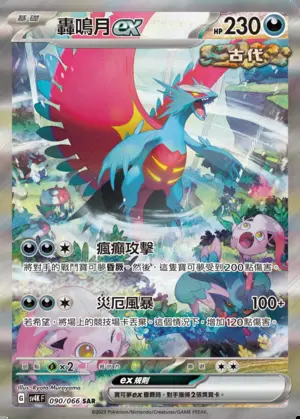 基礎 轟鳴月ex HP230
古代
瘋癲攻擊
將對手的戰鬥寶可夢昏厥。然後，這隻寶可夢受到200點傷害。
災厄風暴 100+
若希望，將場上的競技場卡丟棄。這個情況下，增加120點傷害。
×2
ex規則
當寶可夢ex昏厥時，對手獲得2張獎賞卡。
Illus. Ryota Murayama
G SV4K F 090/066 SAR
©2023 Pokémon/Nintendo/Creatures/GAME FREAK.